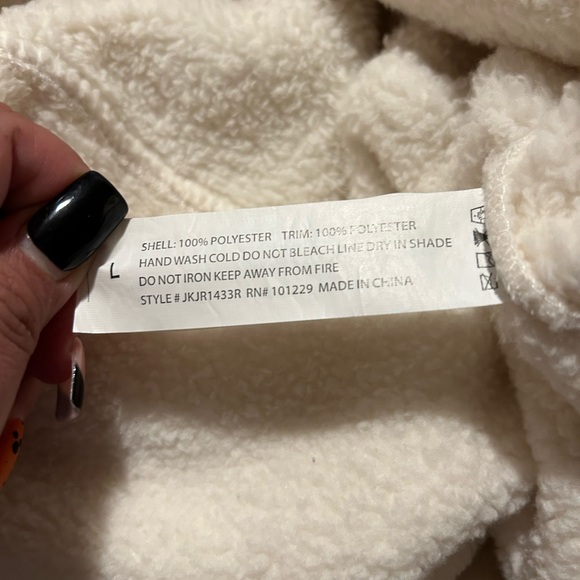 SHELL: 100% POLYESTER TRIM: 100% POLYESTER
HAND WASH COLD DO NOT BLEACH LINE DRY IN SHADE
DO NOT IRON KEEP AWAY FROM FIRE
STYLE # JKJR1433R RN# 101229 MADE IN CHINA
L